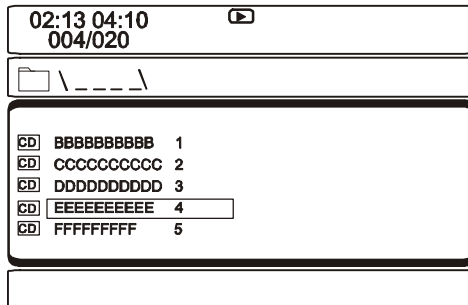 02:13 04:10
004/020
\ _ _ _ _ \
CD BBBBBBBBBB 1
CD CCCCCCCCCC 2
CD DDDDDDDDDD 3
CD EEEEEEEEEE 4
CD FFFFFFFFF 5